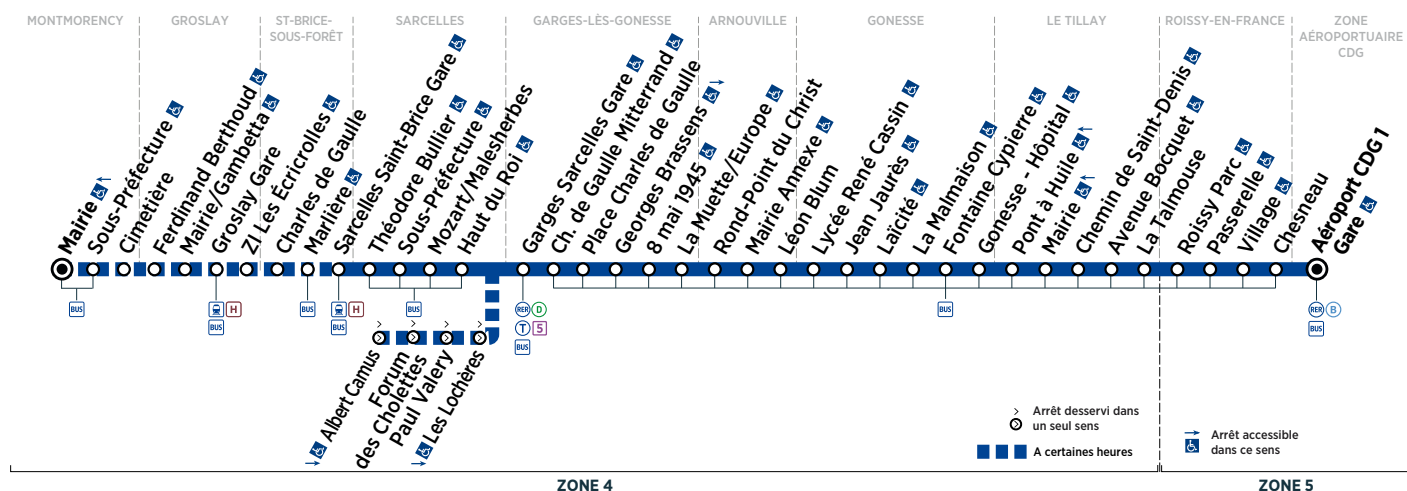 MONTMORENCY
GROSLAY
ST-BRICE-
SOUS-FORÊT
SARCELLES
GARGES-LÈS-GONESSE
ARNOUVILLE
GONESSE
LE TILLAY
ROISSY-EN-FRANCE
ZONE
AÉROPORTUAIRE
CDG
Mairie
Sous-Préfecture
Cimetière
Ferdinand Berthoud
Mairie/Gambetta
Groslay Gare
ZI Les Écricrolles
Charles de Gaulle
Marlière
Sarcelles Saint-Brice Gare
Théodore Bullier
Sous-Préfecture
Mozart/Malesherbes
Haut du Roi
Garges Sarcelles Gare
Ch. de Gaulle Mitterrand
Place Charles de Gaulle
Georges Brassens
8 mai 1945
La Muette/Europe
Rond-Point du Christ
Mairie Annexe
Léon Blum
Lycée René Cassin
Jean Jaurès
Laïcité
La Malmaison
Fontaine Cypierre
Gonesse - Hôpital
Pont à Huile
Mairie
Chemin de Saint-Denis
Avenue Bocquet
La Talmouse
Roissy Parc
Passerelle
Village
Chesneau
Aéroport CDG 1
Gare
BUS
H
BUS
BUS
H
BUS
BUS
RER D
T 5
BUS
BUS
RER B
BUS
Albert Camus
Forum
des Cholettes
Paul Valery
Les Lochères
Arrêt desservi dans
un seul sens
A certaines heures
Arrêt accessible
dans ce sens
ZONE 4
ZONE 5